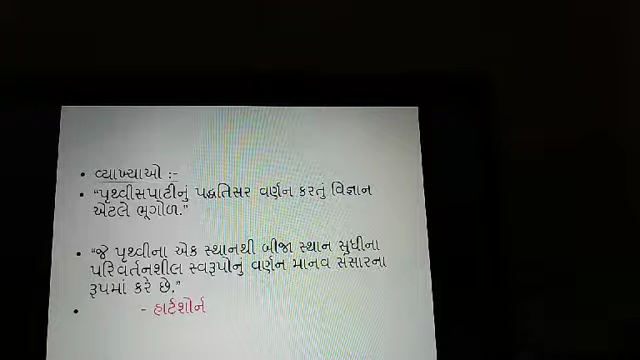 • વ્યાખ્યાઓ :-
• “પૃથ્વીસપાટીનું પદ્ધતિસર વર્ણન કરતું વિજ્ઞાન
એટલે ભૂગોળ.”
• “જે પૃથ્વીના એક સ્થાનથી બીજા સ્થાન સુધીના
પરિવર્તનશીલ સ્વરૂપોનું વર્ણન માનવ સંસારના
રૂપમાં કરે છે.”
• - હાર્ટશોર્ન